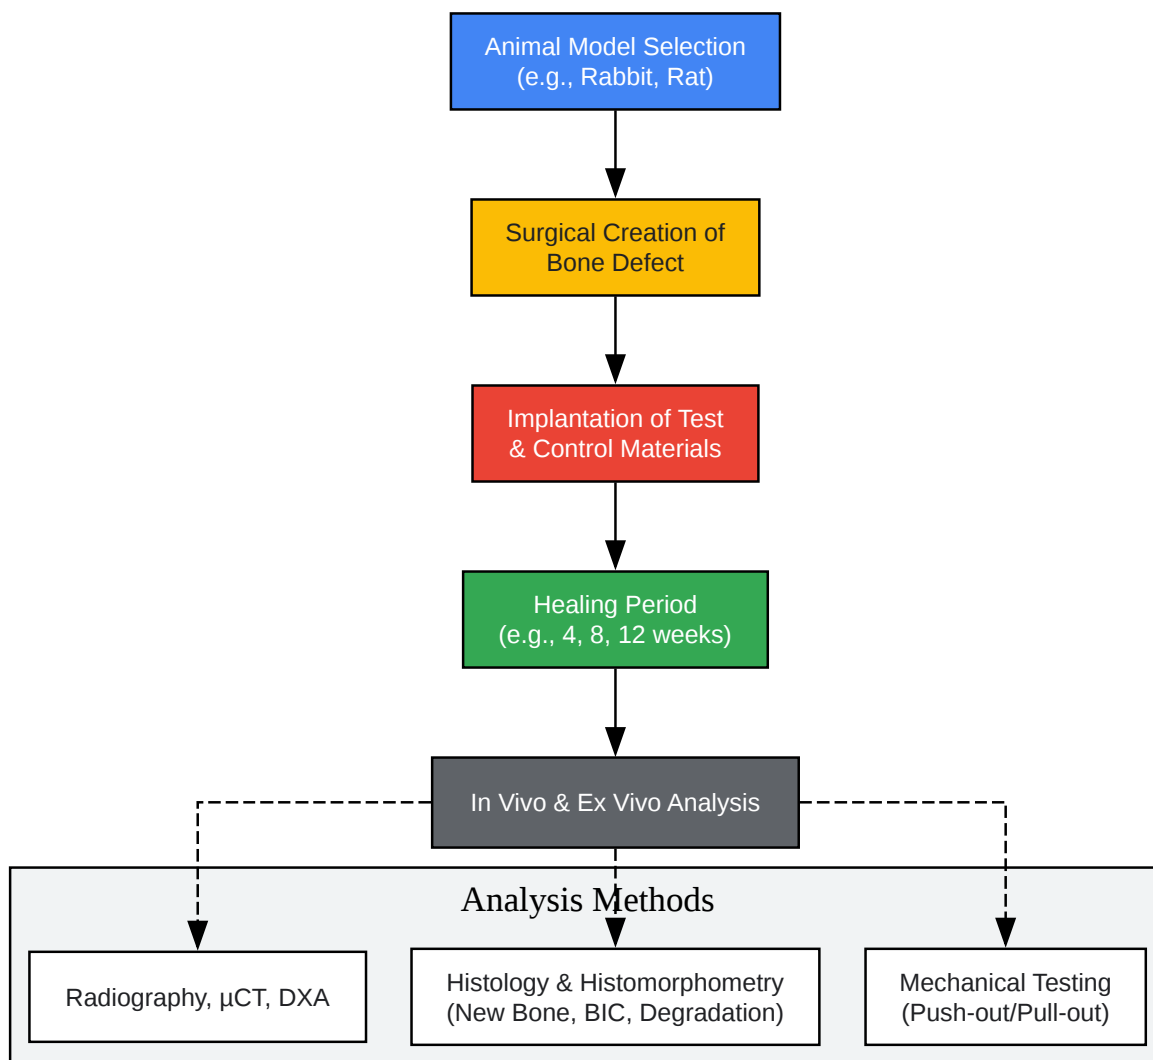 Animal Model Selection
(e.g., Rabbit, Rat)
Surgical Creation of
Bone Defect
Implantation of Test
& Control Materials
Healing Period
(e.g., 4, 8, 12 weeks)
In Vivo & Ex Vivo Analysis
Analysis Methods
Radiography, µCT, DXA
Histology & Histomorphometry
(New Bone, BIC, Degradation)
Mechanical Testing
(Push-out/Pull-out)